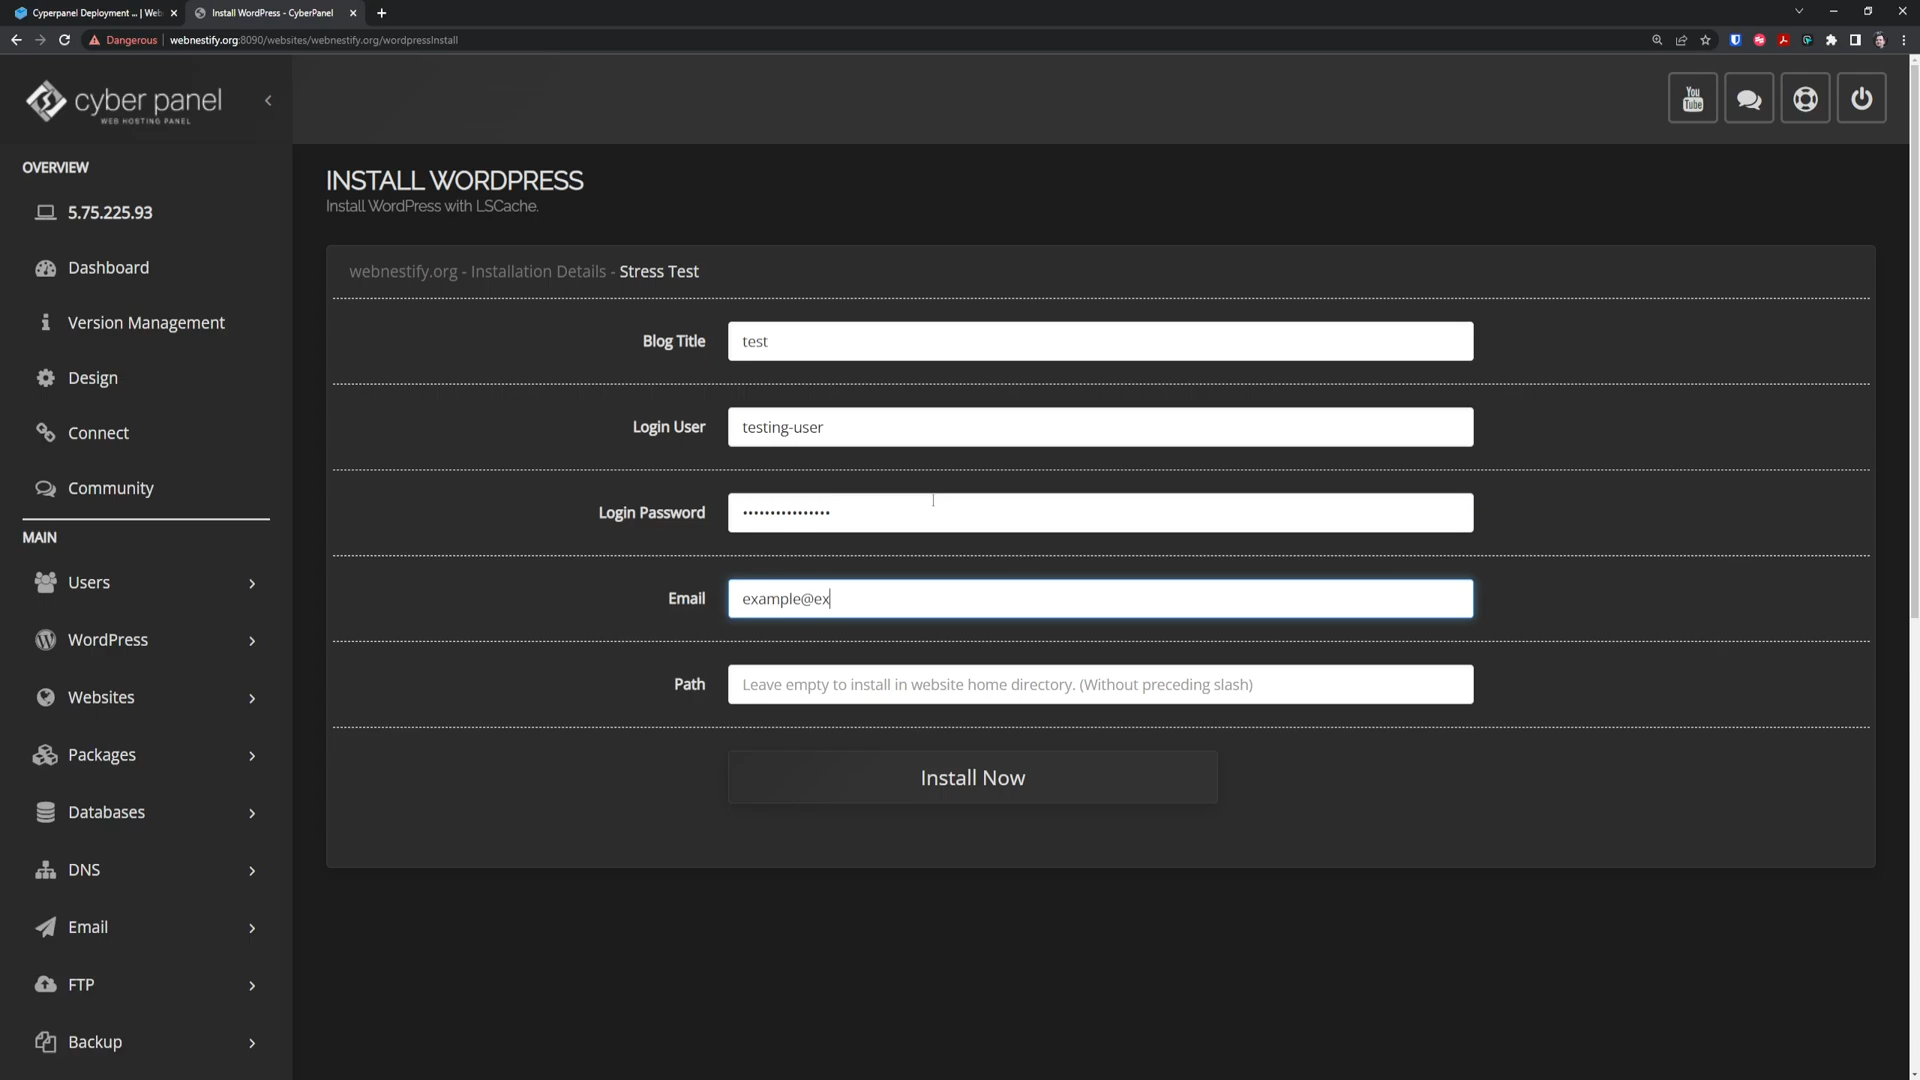 Cyperpanel Deployment ... | Web
Install WordPress - CyberPanel
Dangerous
webnestify.org:8090/websites/webnestify.org/wordpressInstall
cyber panel
WEB HOSTING PANEL
You
Tube
OVERVIEW
5.75.225.93
Dashboard
Version Management
Design
Connect
Community
MAIN
Users
WordPress
Websites
Packages
Databases
DNS
Email
FTP
Backup
INSTALL WORDPRESS
Install WordPress with LSCache.
webnestify.org - Installation Details - Stress Test
Blog Title
test
Login User
testing-user
Login Password
••••••••••••••••
Email
example@ex
Path
Leave empty to install in website home directory. (Without preceding slash)
Install Now